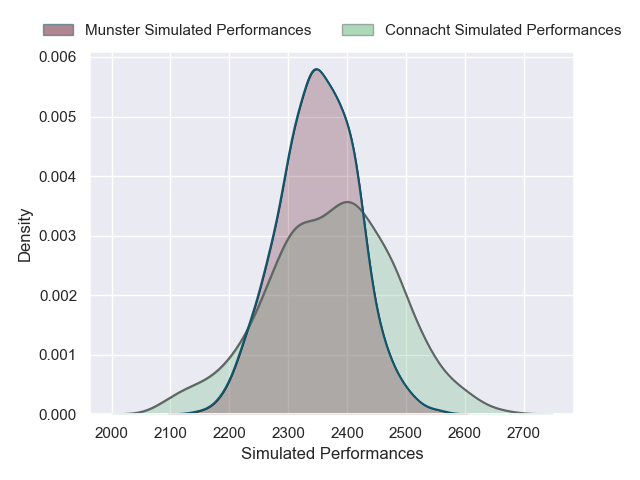 Munster Simulated Performances Connacht Simulated Performances
0.006
0.005
0.004
0.003
0.002
0.001
0.000
Density
2000 2100 2200 2300 2400 2500 2600 2700
Simulated Performances